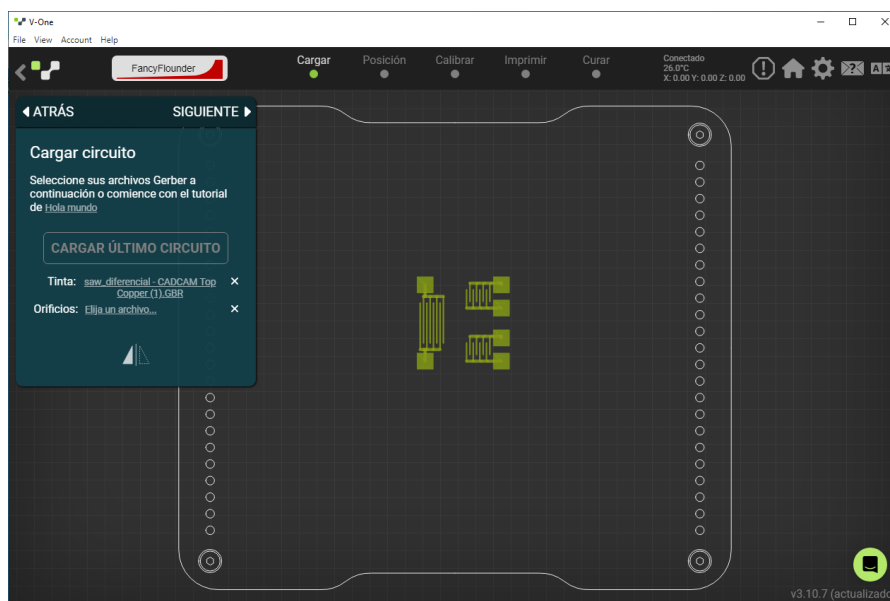 V-One
File View Account Help
FancyFlounder
Cargar Posición Calibrar Imprimir Curar
Conectado
26.0°C
X: 0.00 Y: 0.00 Z: 0.00
ATRÁS SIGUIENTE
Cargar circuito
Seleccione sus archivos Gerber a
continuación o comience con el tutorial
de Hola mundo
CARGAR ÚLTIMO CIRCUITO
Tinta: saw_diferencial - CADCAM Top
Copper (1).GBR
Orificios: Elija un archivo...
v3.10.7 (actualizado